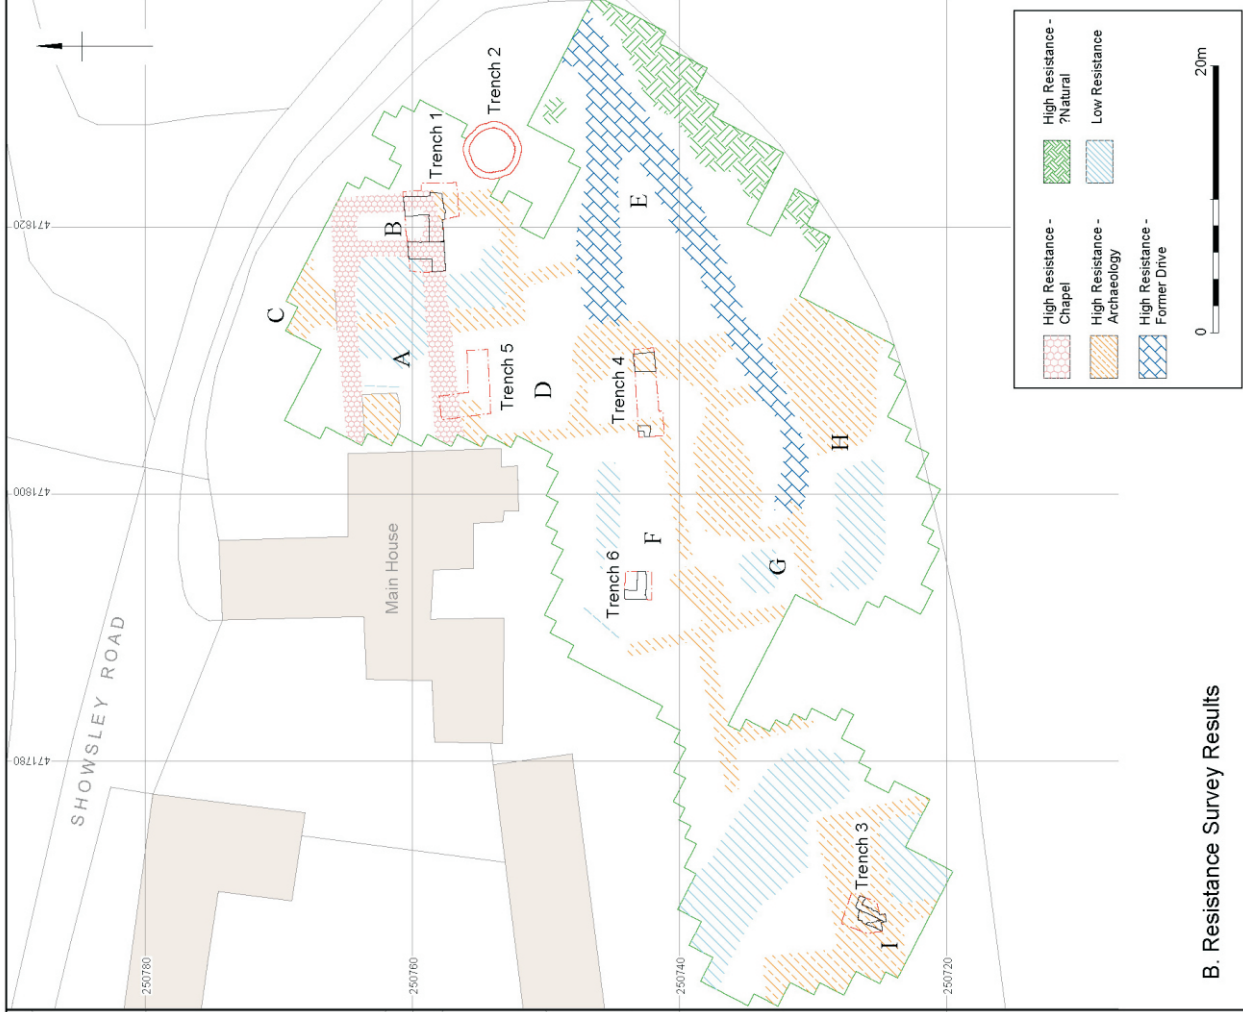 Trench 2
Trench 1
471820
B
C
E
A
Trench 5
D
Trench 4
H
471800
Main House
F
Trench 6
G
SHOWSLEY ROAD
471780
Trench 3
I
250780
250760
250740
250720
High Resistance -
Chapel
High Resistance -
Archaeology
High Resistance -
Former Drive
High Resistance -
?Natural
Low Resistance
0
20m
B. Resistance Survey Results